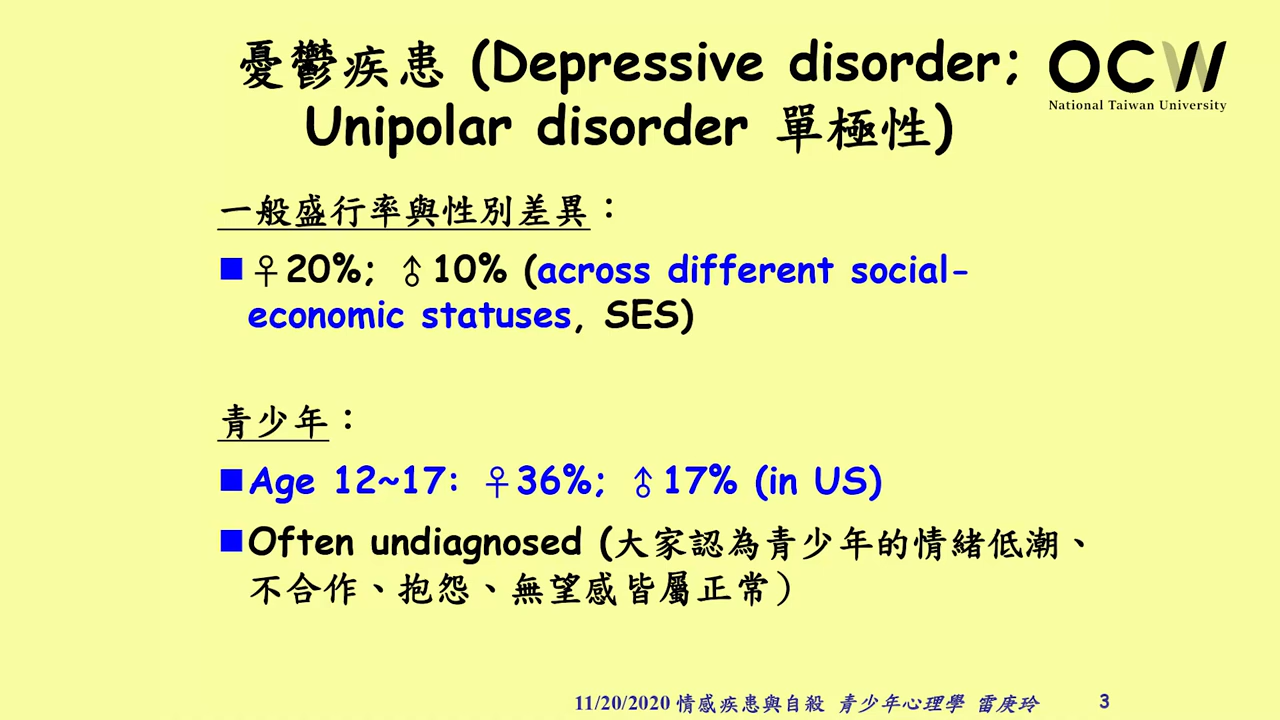 憂鬱疾患 (Depressive disorder;
Unipolar disorder 單極性)
OCW
National Taiwan University
一般盛行率與性別差異：
■♀20%; ♂10% (across different social-
economic statuses, SES)
青少年：
■Age 12~17: ♀36%; ♂17% (in US)
■Often undiagnosed (大家認為青少年的情緒低潮、
不合作、抱怨、無望感皆屬正常）
11/20/2020 情感疾患與自殺 青少年心理學 雷庚玲 3